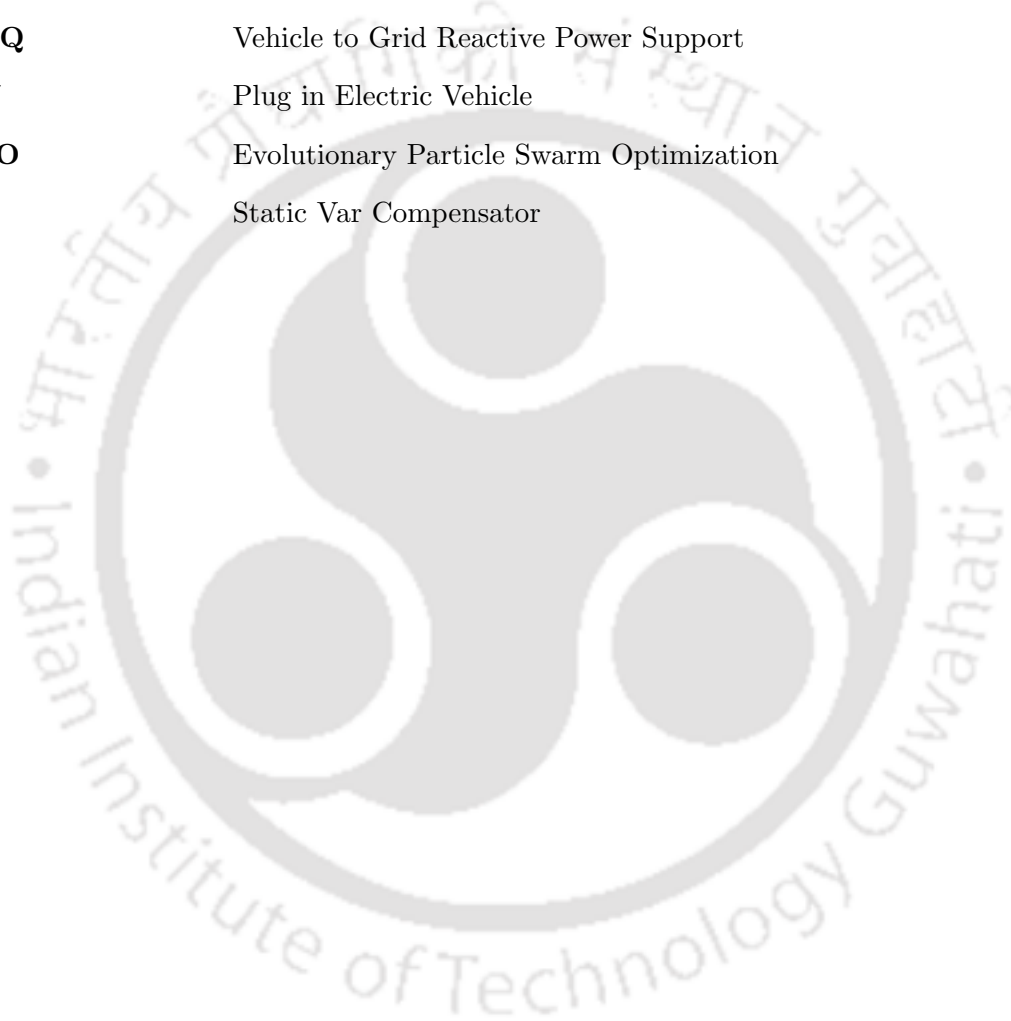 Q Vehicle to Grid Reactive Power Support
Plug in Electric Vehicle
O Evolutionary Particle Swarm Optimization
Static Var Compensator
भारतीय प्रौद्योगिकी संस्थान गुवाहाटी
Indian Institute of Technology Guwahati